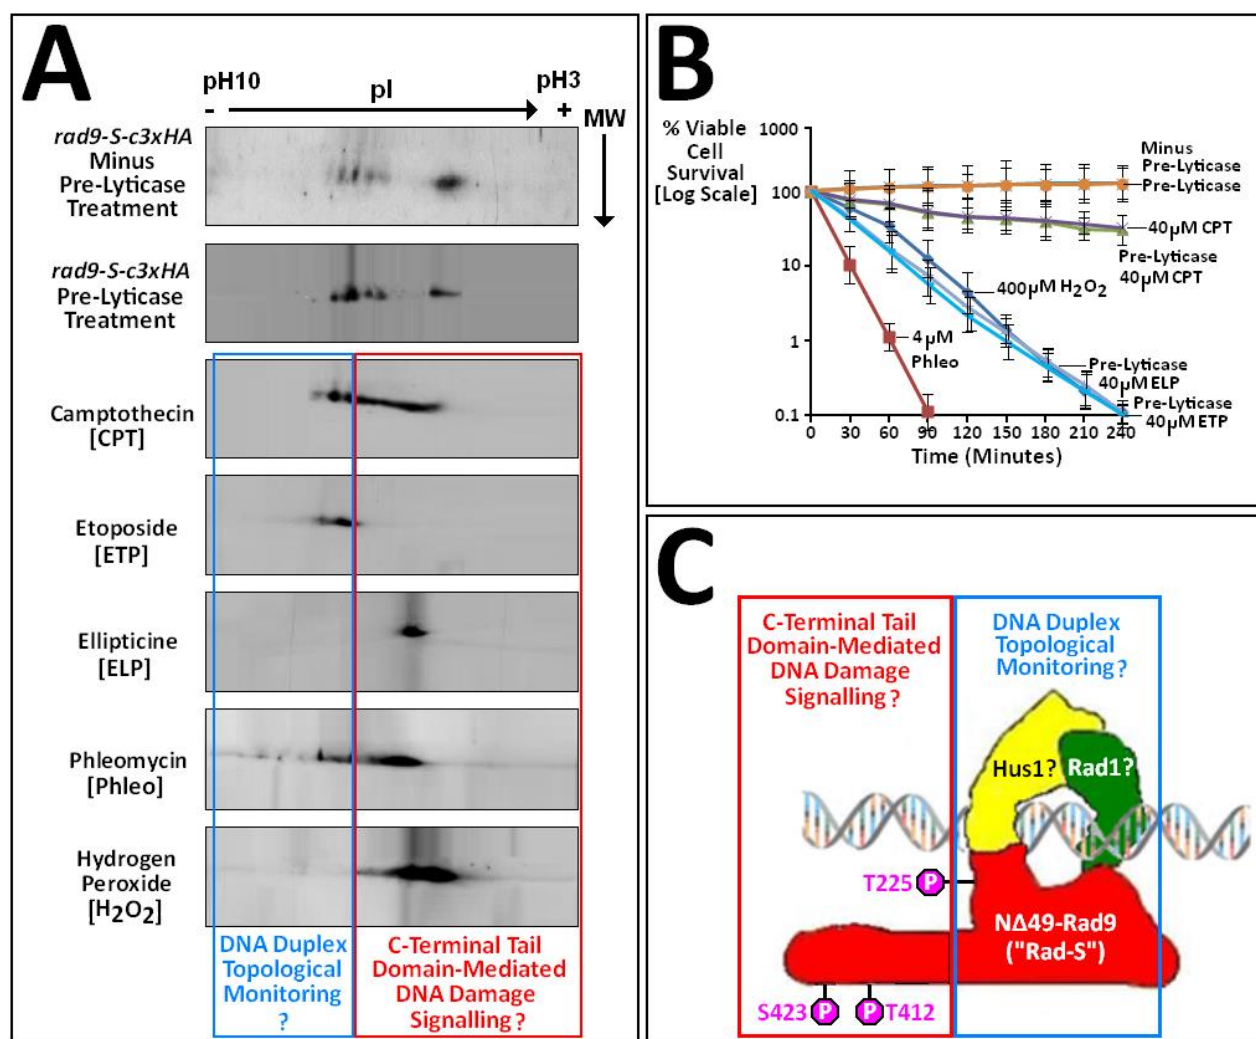 A
pH10
pH3
pI
-
+
MW
rad9-S-c3xHA
Minus
Pre-Lyticase
Treatment
rad9-S-c3xHA
Pre-Lyticase
Treatment
Camptothecin
[CPT]
Etoposide
[ETP]
Ellipticine
[ELP]
Phleomycin
[Phleo]
Hydrogen
Peroxide
[H2O2]
DNA Duplex
Topological
Monitoring
?
C-Terminal Tail
Domain-Mediated
DNA Damage
Signalling?
B
% Viable
Cell
Survival
[Log Scale]
1000
100
10
1
0.1
0 30 60 90 120 150 180 210 240
Time (Minutes)
Minus
Pre-Lyticase
Pre-Lyticase
40µM CPT
Pre-Lyticase
40µM CPT
400µM H2O2
4µM
Phleo
Pre-Lyticase
40µM ELP
Pre-Lyticase
40µM ETP
C
C-Terminal Tail
Domain-Mediated
DNA Damage
Signalling?
DNA Duplex
Topological
Monitoring?
Hus1?
Rad1?
T225 P
NΔ49-Rad9
("Rad-S")
S423 P P T412